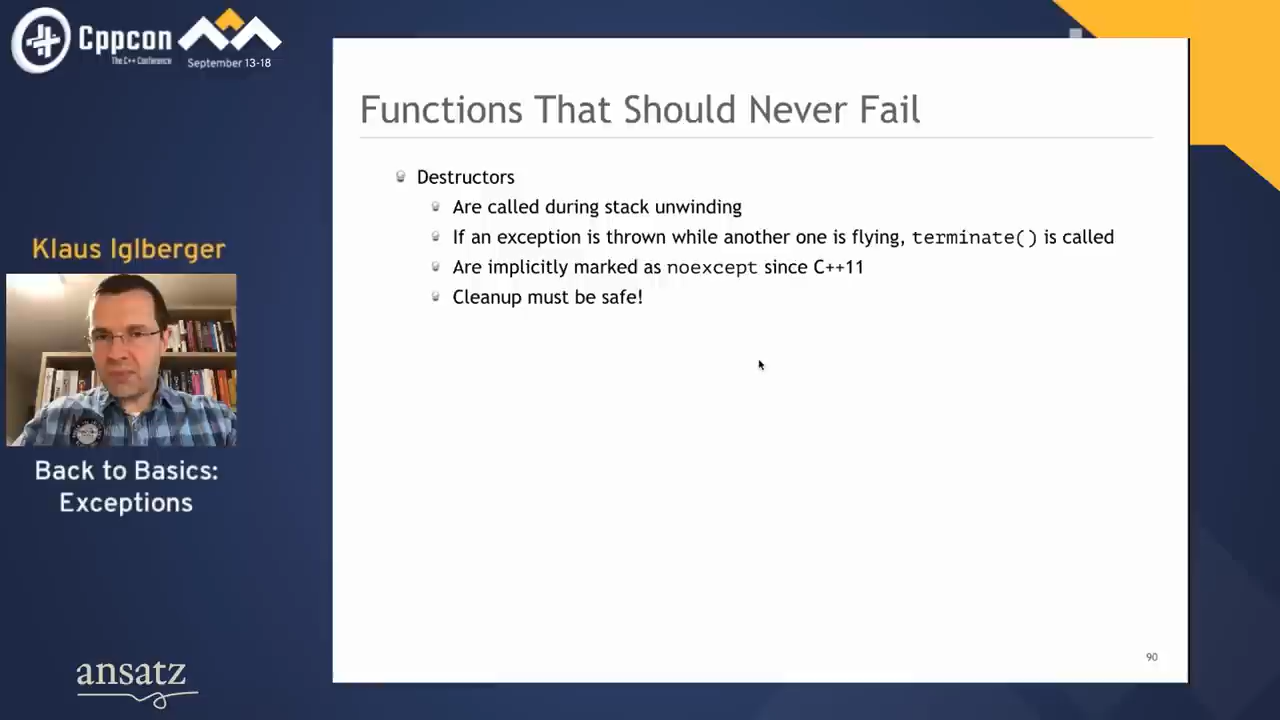 Cppcon
The C++ Conference
September 13-18
Functions That Should Never Fail
Destructors
Are called during stack unwinding
If an exception is thrown while another one is flying, terminate() is called
Are implicitly marked as noexcept since C++11
Cleanup must be safe!
Klaus Iglberger
Back to Basics:
Exceptions
ansatz
90